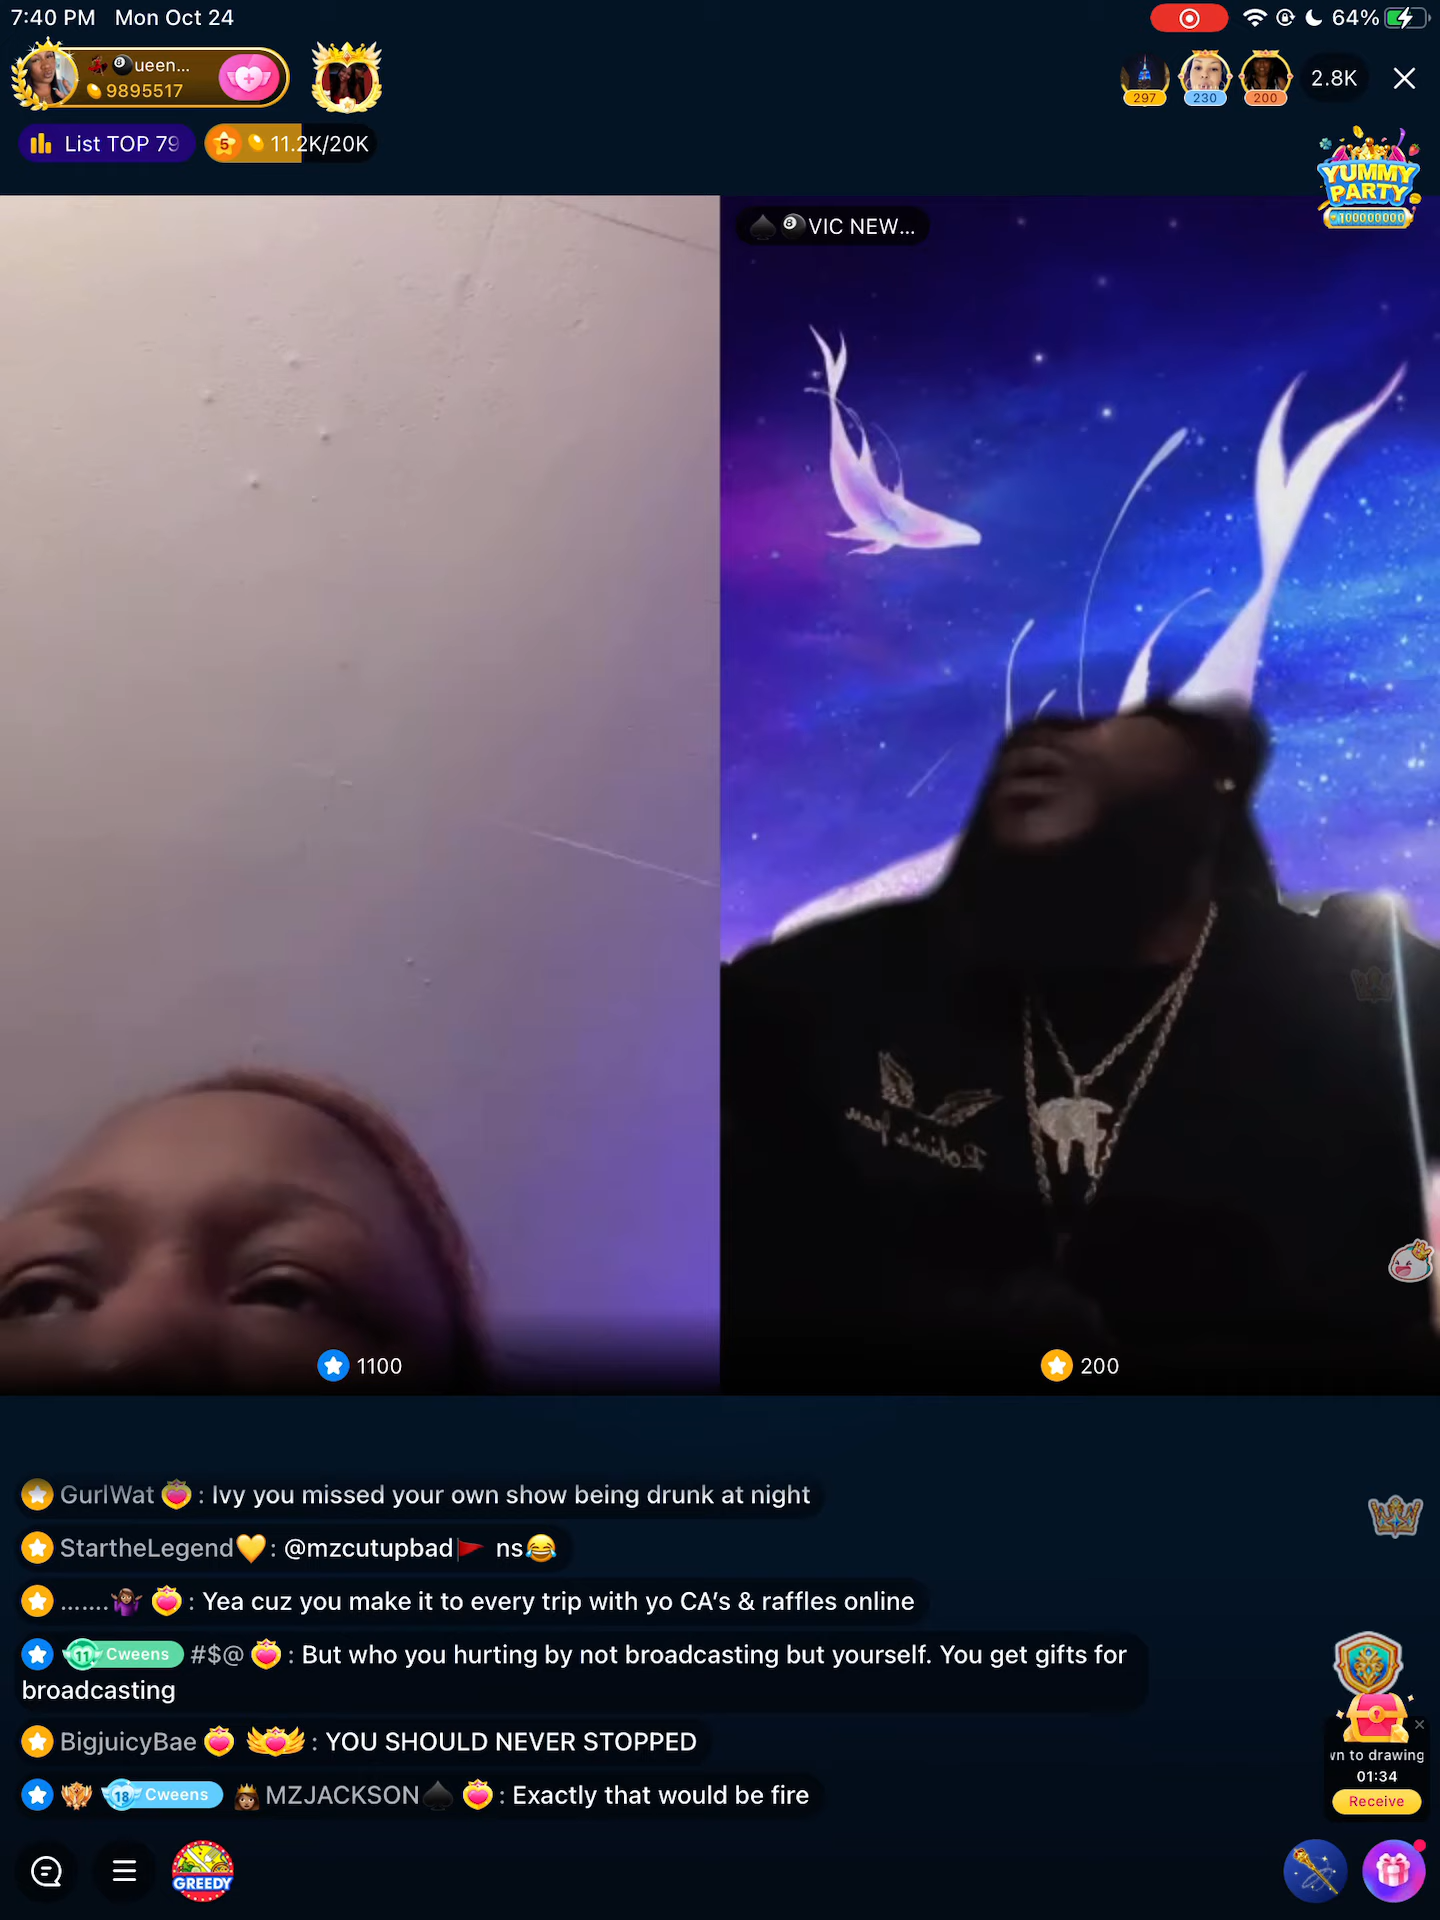 7:40 PM Mon Oct 24
64%
🎱ueen...
9895517
297
230
200
2.8K
List TOP 79
5
11.2K/20K
YUMMY
PARTY
100000000
♠️🎱VIC NEW...
1100
200
GurlWat : Ivy you missed your own show being drunk at night
StartheLegend💛: @mzcutupbad🚩 ns😂
.......🤷🏾‍♀️ : Yea cuz you make it to every trip with yo CA's & raffles online
11 Cweens #$@ : But who you hurting by not broadcasting but yourself. You get gifts for
broadcasting
BigjuicyBae : YOU SHOULD NEVER STOPPED
18 Cweens 👸🏾MZJACKSON♠️ : Exactly that would be fire
wn to drawing
01:34
Receive
GREEDY